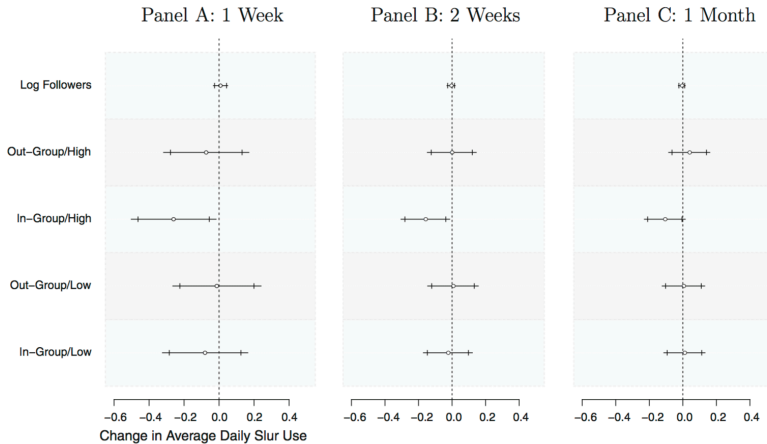 Panel A: 1 Week
Panel B: 2 Weeks
Panel C: 1 Month
Log Followers
Out−Group/High
In−Group/High
Out−Group/Low
In−Group/Low
−0.6 −0.4 −0.2 0.0 0.2 0.4
−0.6 −0.4 −0.2 0.0 0.2 0.4
−0.6 −0.4 −0.2 0.0 0.2 0.4
Change in Average Daily Slur Use